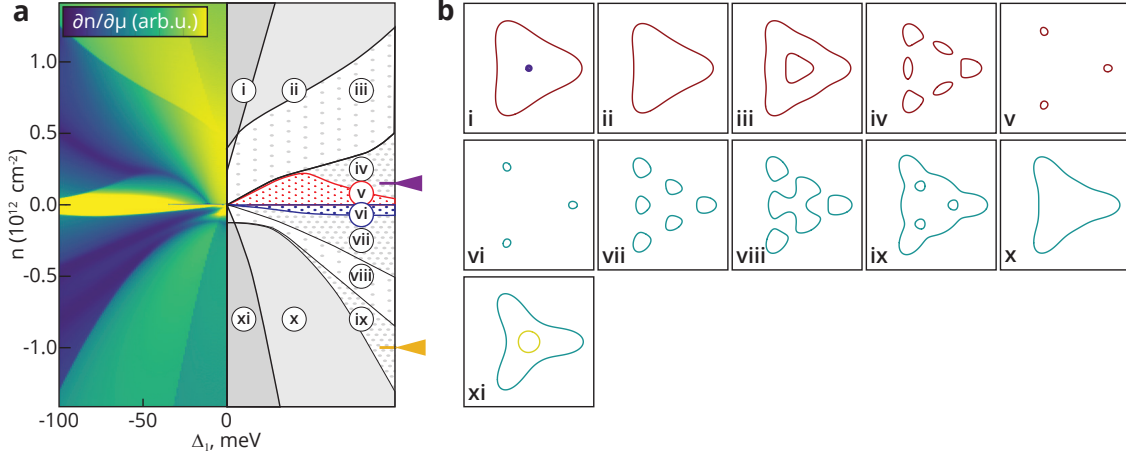 a
∂n/∂μ (arb.u.)
n (10¹² cm⁻²)
1.0
0.5
0.0
-0.5
-1.0
i
ii
iii
iv
v
vi
vii
viii
ix
x
xi
-100
-50
0
Δ⊥, meV
b
i
ii
iii
iv
v
vi
vii
viii
ix
x
xi